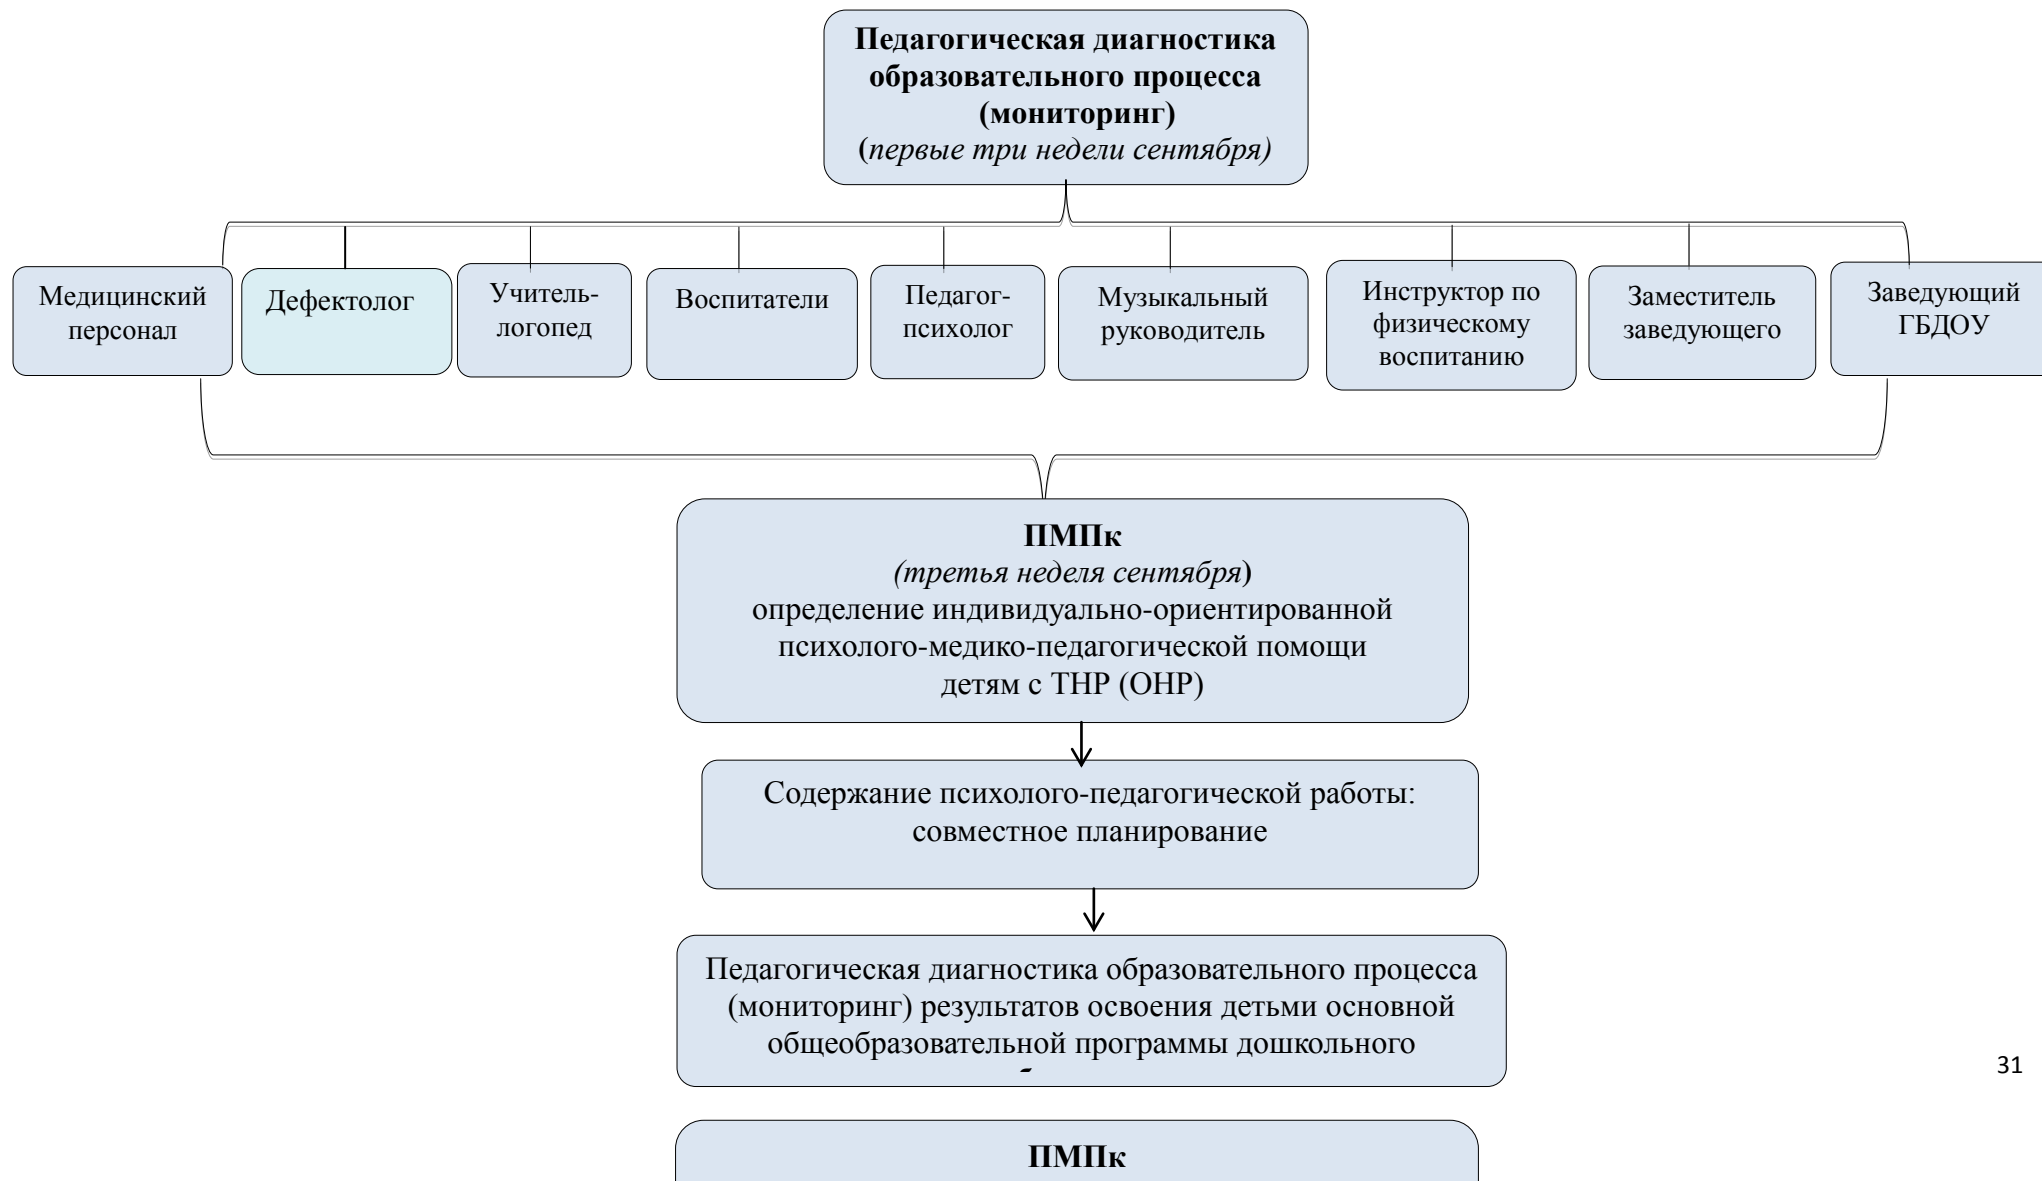 Педагогическая диагностика
образовательного процесса
(мониторинг)
(первые три недели сентября)
Медицинский
персонал
Дефектолог
Учитель-
логопед
Воспитатели
Педагог-
психолог
Музыкальный
руководитель
Инструктор по
физическому
воспитанию
Заместитель
заведующего
Заведующий
ГБДОУ
ПМПк
(третья неделя сентября)
определение индивидуально-ориентированной
психолого-медико-педагогической помощи
детям с ТНР (ОНР)
Содержание психолого-педагогической работы:
совместное планирование
Педагогическая диагностика образовательного процесса
(мониторинг) результатов освоения детьми основной
общеобразовательной программы дошкольного
31
ПМПк